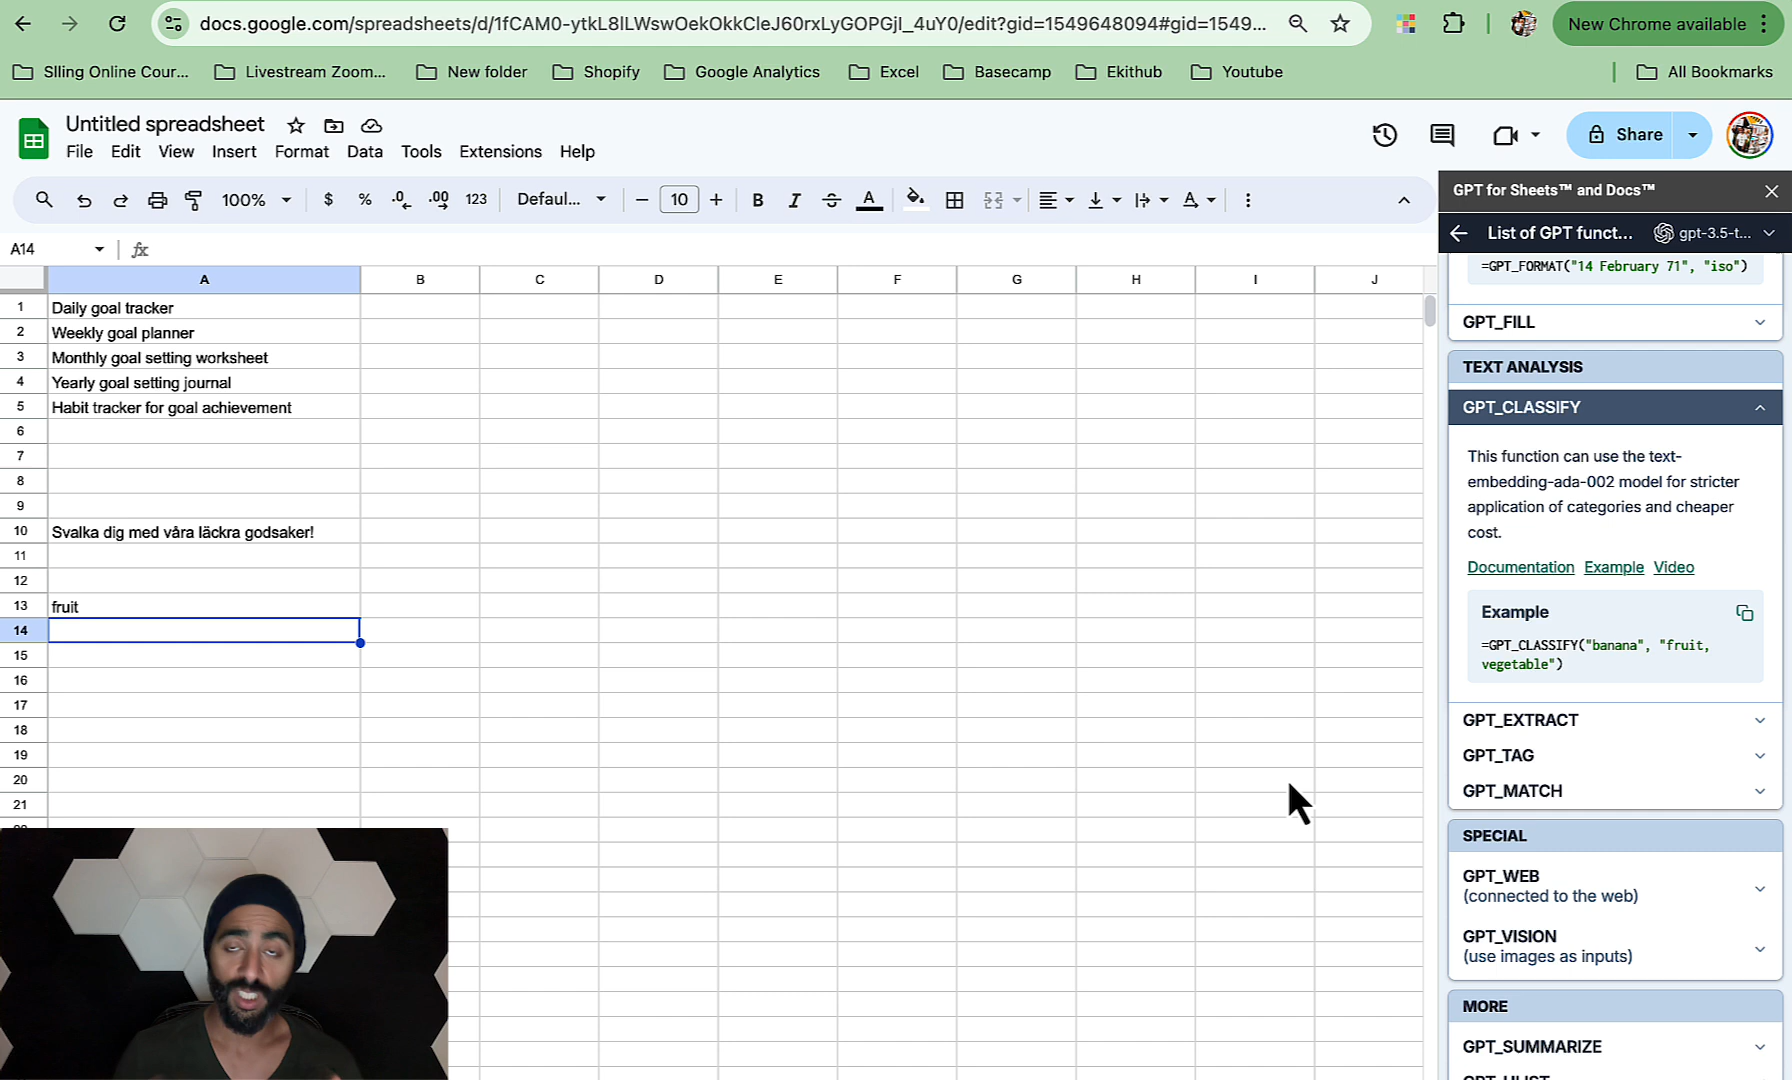 docs.google.com/spreadsheets/d/1fCAM0-ytkL8lLWswOekOkkCleJ60rxLyGOPGjI_4uY0/edit?gid=1549648094#gid=1549...
New Chrome available
Slling Online Cour...
Livestream Zoom...
New folder
Shopify
Google Analytics
Excel
Basecamp
Ekithub
Youtube
All Bookmarks
Untitled spreadsheet
File Edit View Insert Format Data Tools Extensions Help
Share
100% $ % .0 .00 123 Defaul... − 10 + B I A
GPT for Sheets™ and Docs™
List of GPT funct... gpt-3.5-t...
A14 fx
A B C D E F G H I J
1 Daily goal tracker
2 Weekly goal planner
3 Monthly goal setting worksheet
4 Yearly goal setting journal
5 Habit tracker for goal achievement
6
7
8
9
10 Svalka dig med våra läckra godsaker!
11
12
13 fruit
14
15
16
17
18
19
20
21
=GPT_FORMAT("14 February 71", "iso")
GPT_FILL
TEXT ANALYSIS
GPT_CLASSIFY
This function can use the text-
embedding-ada-002 model for stricter
application of categories and cheaper
cost.
Documentation Example Video
Example
=GPT_CLASSIFY("banana", "fruit,
vegetable")
GPT_EXTRACT
GPT_TAG
GPT_MATCH
SPECIAL
GPT_WEB
(connected to the web)
GPT_VISION
(use images as inputs)
MORE
GPT_SUMMARIZE